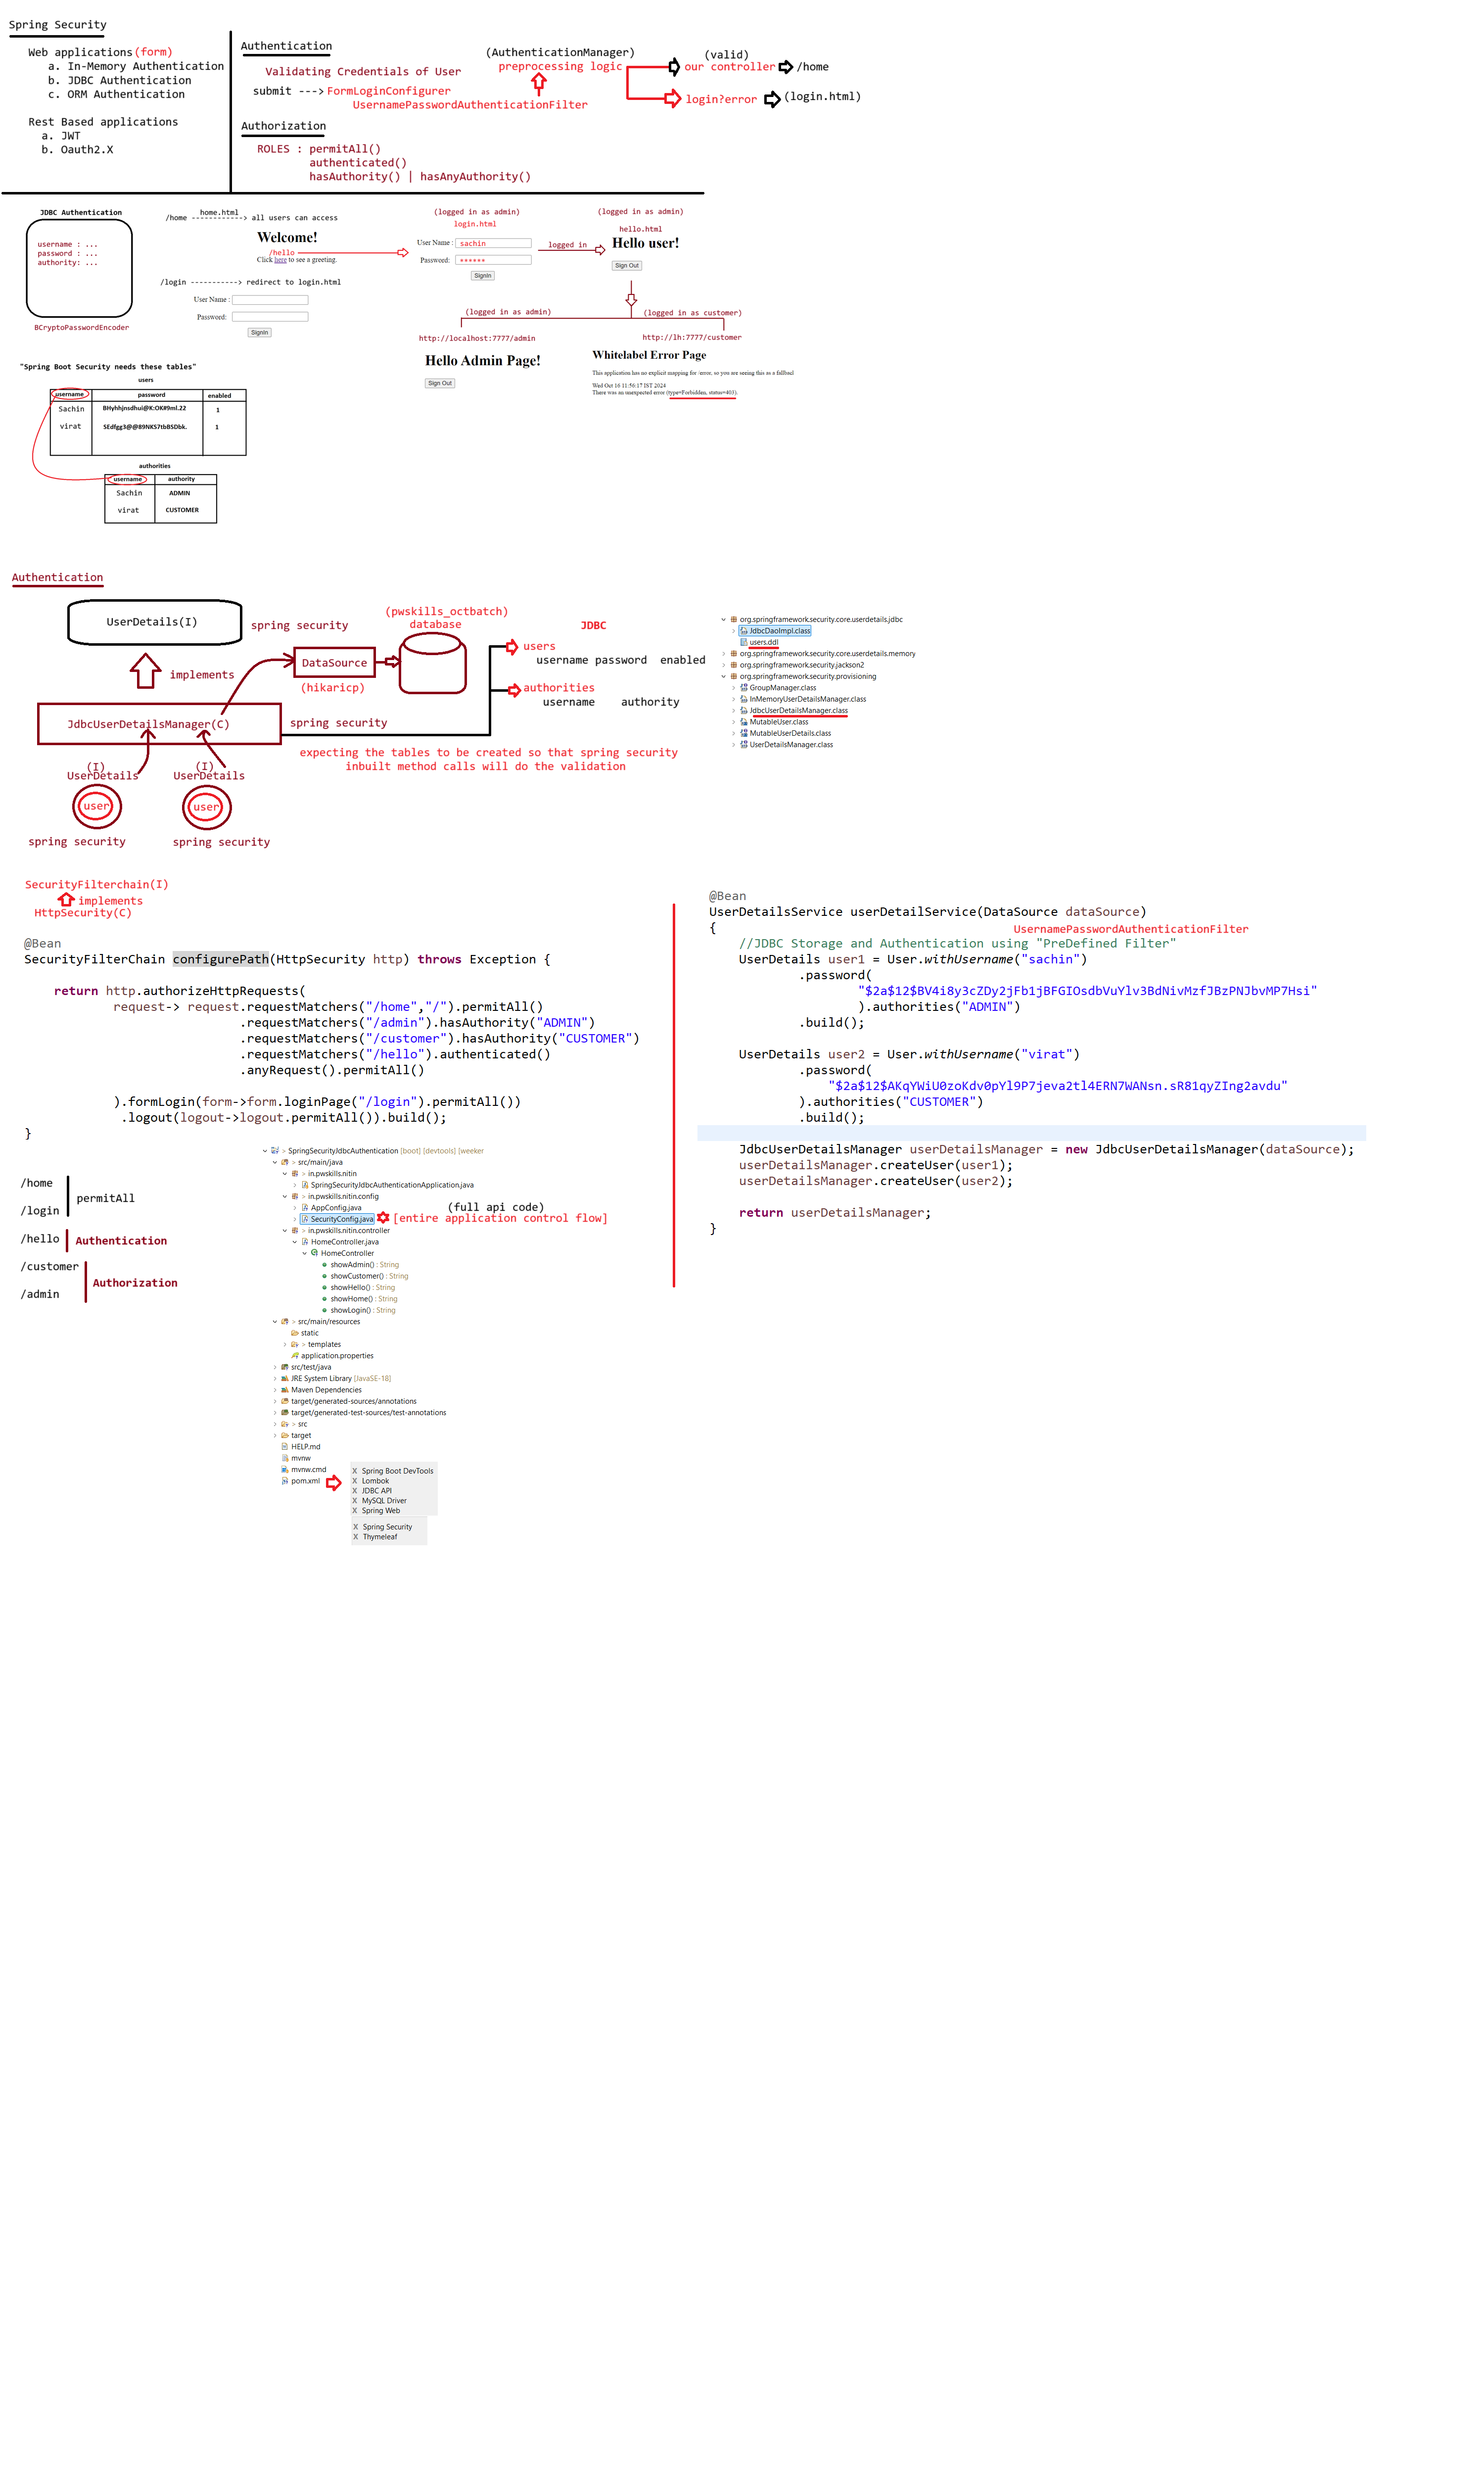 Spring Security
Web applications(form)
a. In-Memory Authentication
b. JDBC Authentication
c. ORM Authentication
Rest Based applications
a. JWT
b. Oauth2.X
Authentication
Validating Credentials of User
submit ---> FormLoginConfigurer
UsernamePasswordAuthenticationFilter
(AuthenticationManager)
preprocessing logic
(valid)
our controller
/home
login?error
(login.html)
Authorization
ROLES : permitAll()
authenticated()
hasAuthority() | hasAnyAuthority()
JDBC Authentication
username : ...
password : ...
authority: ...
BCryptoPasswordEncoder
home.html
/home ------------> all users can access
Welcome!
/hello
Click here to see a greeting.
/login -----------> redirect to login.html
User Name :
Password:
SignIn
(logged in as admin)
login.html
User Name : sachin
Password: ******
SignIn
logged in
(logged in as admin)
hello.html
Hello user!
Sign Out
(logged in as admin)
(logged in as customer)
http://localhost:7777/admin
http://lh:7777/customer
Hello Admin Page!
Sign Out
Whitelabel Error Page
This application has no explicit mapping for /error, so you are seeing this as a fallbacl
Wed Oct 16 11:56:17 IST 2024
There was an unexpected error (type=Forbidden, status=403).
"Spring Boot Security needs these tables"
users
username password enabled
Sachin BHyhhjnsdhui@K:OK#9ml.22 1
virat SEdfgg3@@89NKS7tbBSDbk. 1
authorities
username authority
Sachin ADMIN
virat CUSTOMER
Authentication
UserDetails(I)
spring security
implements
JdbcUserDetailsManager(C)
spring security
DataSource
(hikaricp)
(pwskills_octbatch)
database
JDBC
users
username password enabled
authorities
username authority
expecting the tables to be created so that spring security
inbuilt method calls will do the validation
(I)
UserDetails
user
spring security
(I)
UserDetails
user
spring security
org.springframework.security.core.userdetails.jdbc
JdbcDaoImpl.class
users.ddl
org.springframework.security.core.userdetails.memory
org.springframework.security.jackson2
org.springframework.security.provisioning
GroupManager.class
InMemoryUserDetailsManager.class
JdbcUserDetailsManager.class
MutableUser.class
MutableUserDetails.class
UserDetailsManager.class
SecurityFilterchain(I)
implements
HttpSecurity(C)
@Bean
SecurityFilterChain configurePath(HttpSecurity http) throws Exception {
return http.authorizeHttpRequests(
request-> request.requestMatchers("/home","/").permitAll()
.requestMatchers("/admin").hasAuthority("ADMIN")
.requestMatchers("/customer").hasAuthority("CUSTOMER")
.requestMatchers("/hello").authenticated()
.anyRequest().permitAll()
).formLogin(form->form.loginPage("/login").permitAll())
.logout(logout->logout.permitAll()).build();
}
@Bean
UserDetailsService userDetailService(DataSource dataSource)
{
UsernamePasswordAuthenticationFilter
//JDBC Storage and Authentication using "PreDefined Filter"
UserDetails user1 = User.withUsername("sachin")
.password(
"$2a$12$BV4i8y3cZDy2jFb1jBFGIOsdbVuYlv3BdNivMzfJBzPNJbvMP7Hsi"
).authorities("ADMIN")
.build();
UserDetails user2 = User.withUsername("virat")
.password(
"$2a$12$AKqYWiU0zoKdv0pYl9P7jeva2tl4ERN7WANsn.sR81qyZIng2avdu"
).authorities("CUSTOMER")
.build();
JdbcUserDetailsManager userDetailsManager = new JdbcUserDetailsManager(dataSource);
userDetailsManager.createUser(user1);
userDetailsManager.createUser(user2);
return userDetailsManager;
}
/home
/login
permitAll
/hello
Authentication
/customer
/admin
Authorization
> SpringSecurityJdbcAuthentication [boot] [devtools] [weeker
> src/main/java
> in.pwskills.nitin
> SpringSecurityJdbcAuthenticationApplication.java
> in.pwskills.nitin.config
> AppConfig.java
> SecurityConfig.java
(full api code)
[entire application control flow]
> in.pwskills.nitin.controller
HomeController.java
HomeController
showAdmin() : String
showCustomer() : String
showHello() : String
showHome() : String
showLogin() : String
> src/main/resources
static
> templates
application.properties
src/test/java
JRE System Library [JavaSE-18]
Maven Dependencies
target/generated-sources/annotations
target/generated-test-sources/test-annotations
> src
target
HELP.md
mvnw
mvnw.cmd
pom.xml
X Spring Boot DevTools
X Lombok
X JDBC API
X MySQL Driver
X Spring Web
X Spring Security
X Thymeleaf